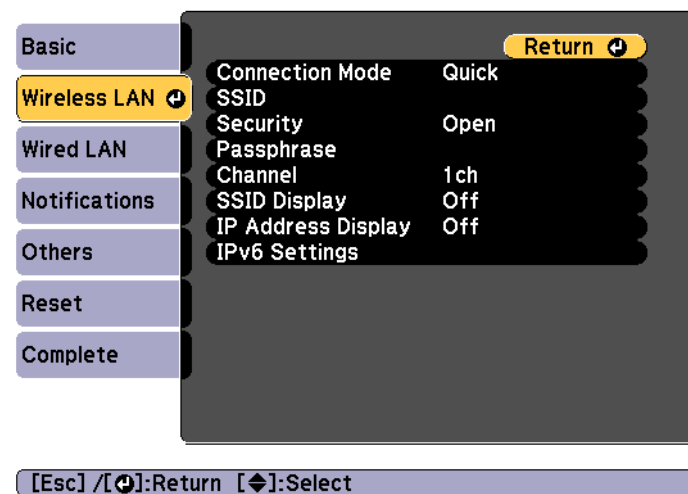 Basic
Wireless LAN
Wired LAN
Notifications
Others
Reset
Complete
Return
Connection Mode Quick
SSID
Security Open
Passphrase
Channel 1ch
SSID Display Off
IP Address Display Off
IPv6 Settings
[Esc] /[⏎]:Return [◆]:Select